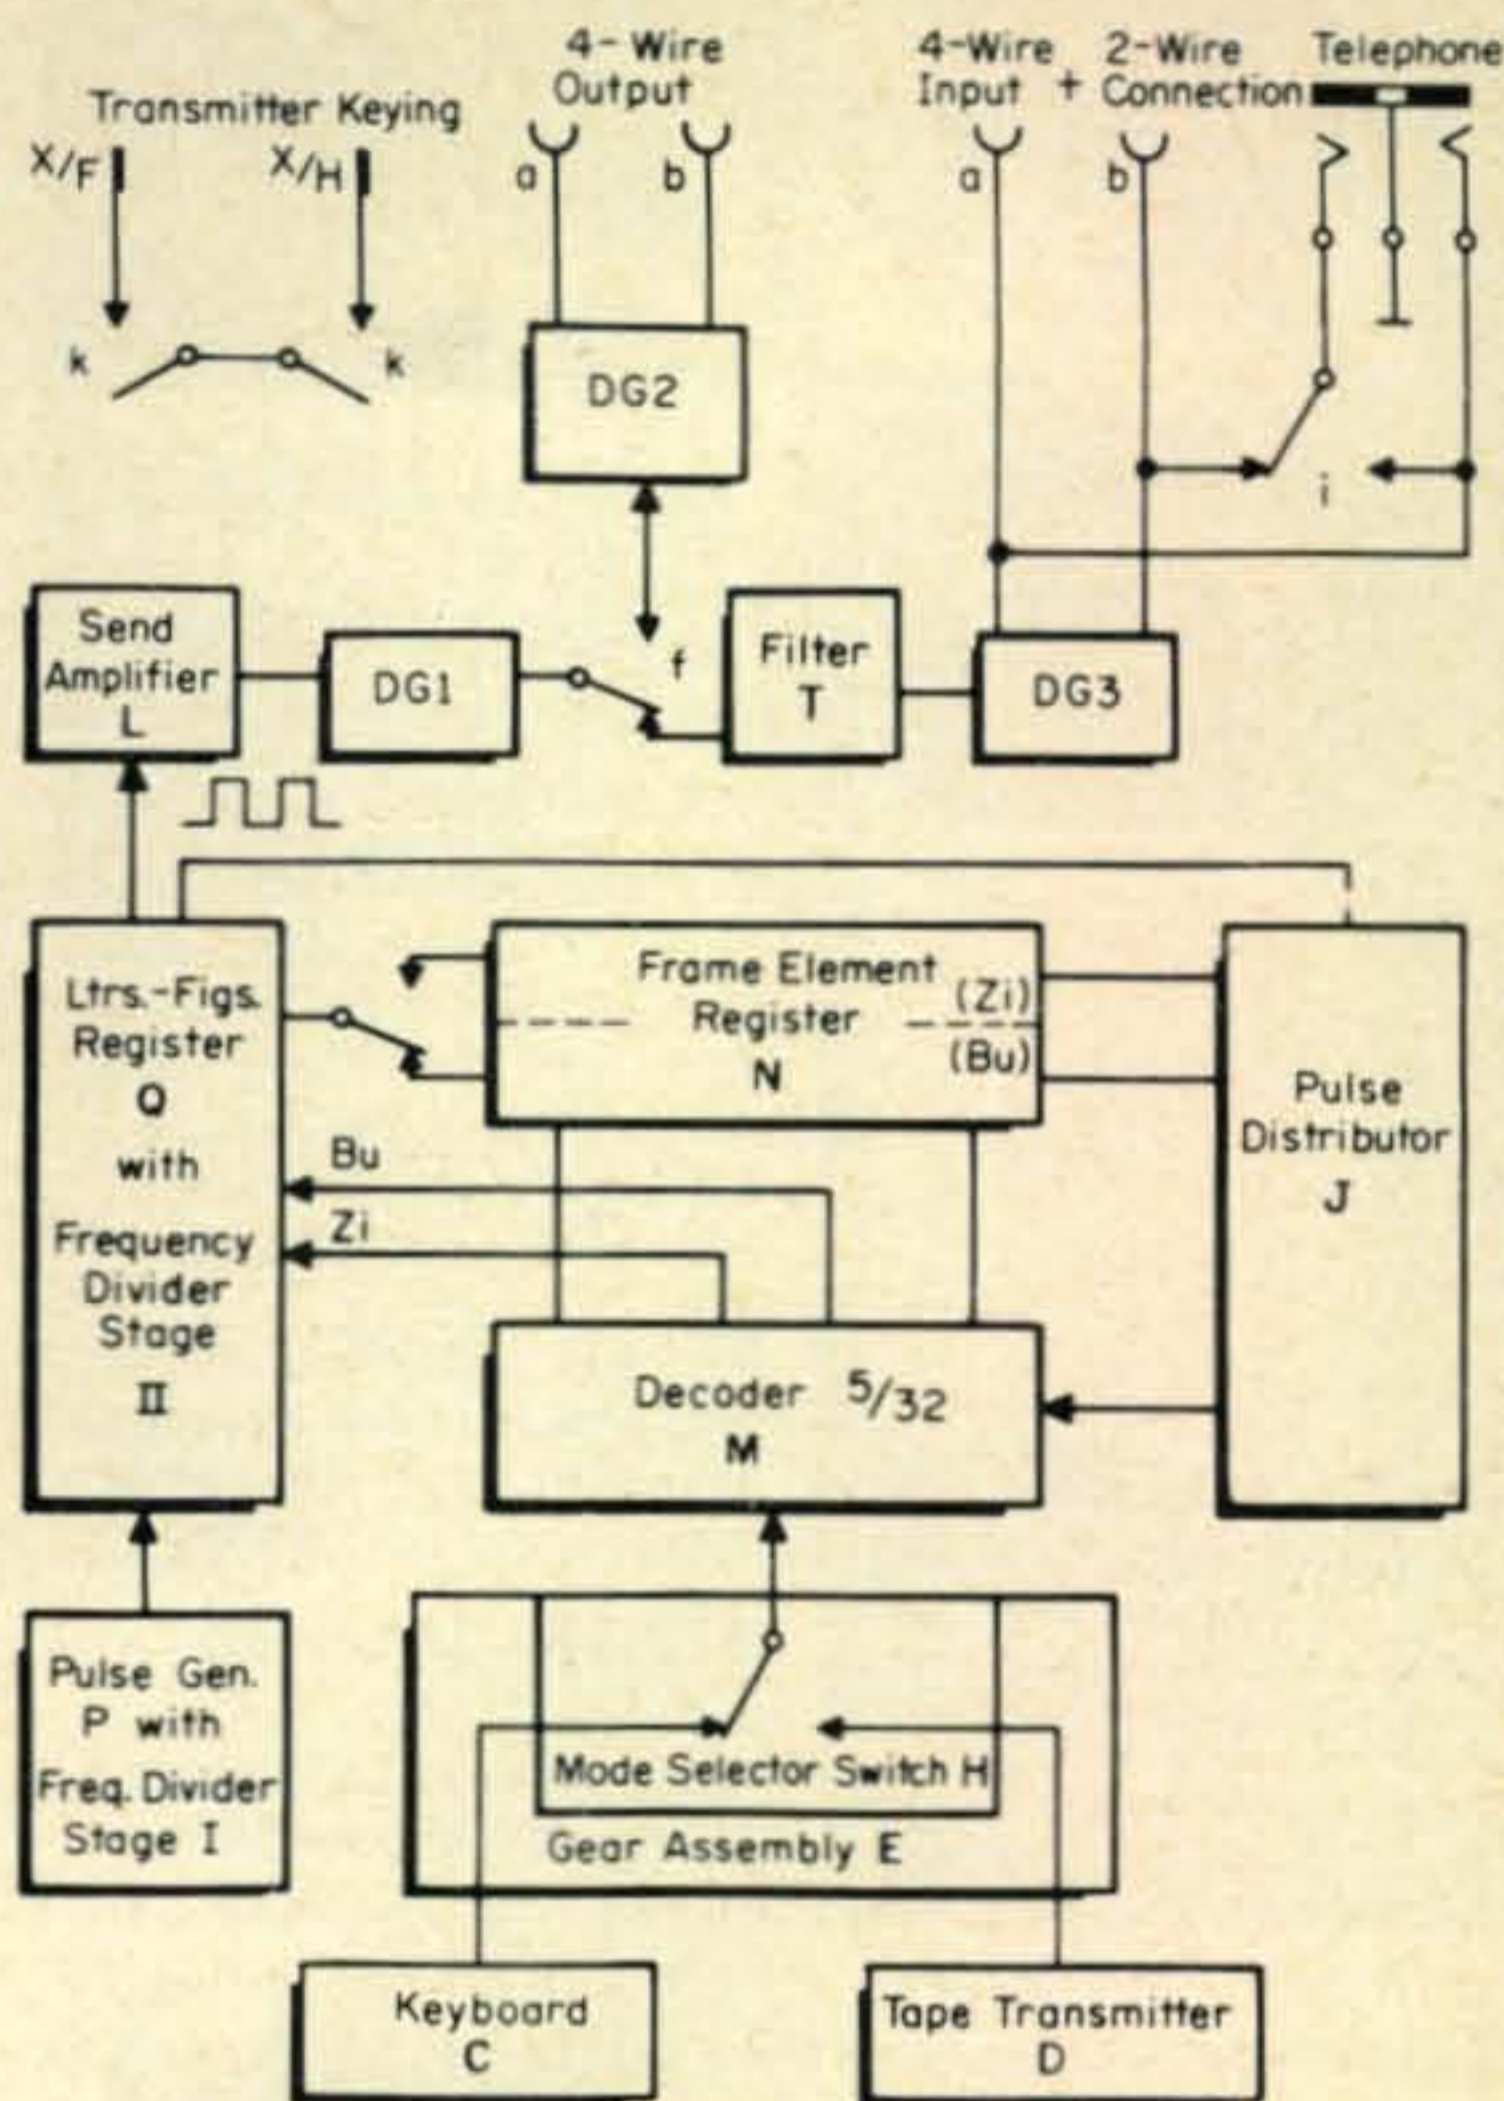 4-Wire
Output
4-Wire
Input
+
2-Wire
Connection
Telephone
Transmitter Keying
X/F
X/H
a
b
a
b
k
k
DG2
i
Send
Amplifier
L
DG1
f
Filter
T
DG3
Ltrs.-Figs.
Register
Q
with
Frequency
Divider
Stage
II
Frame Element
Register
N
(Zi)
(Bu)
Pulse
Distributor
J
Bu
Zi
Decoder 5/32
M
Pulse Gen.
P with
Freq. Divider
Stage I
Mode Selector Switch H
Gear Assembly E
Keyboard
C
Tape Transmitter
D